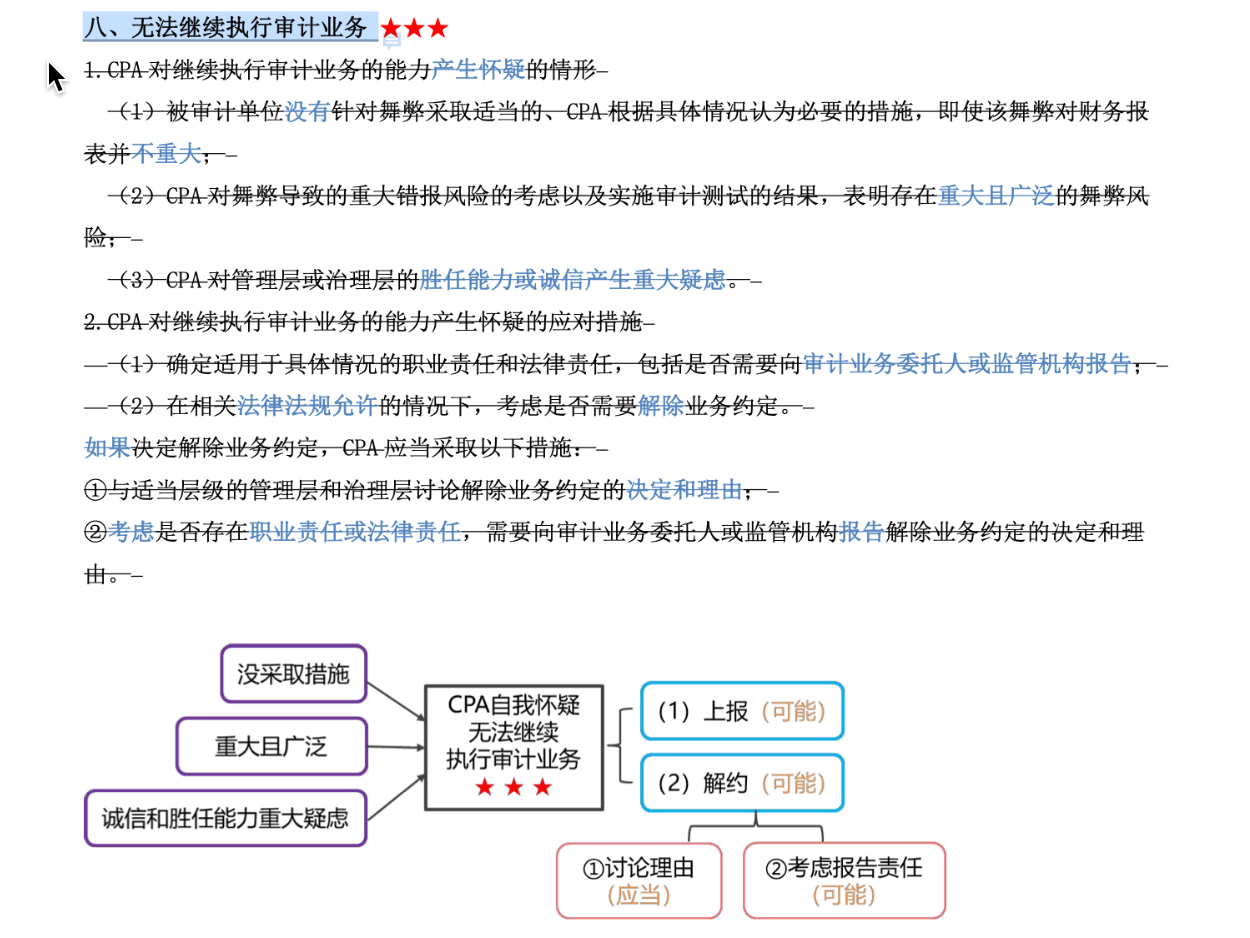 八、无法继续执行审计业务 ★★★
1.CPA 对继续执行审计业务的能力产生怀疑的情形
（1）被审计单位没有针对舞弊采取适当的、CPA 根据具体情况认为必要的措施，即使该舞弊对财务报
表并不重大；
（2）CPA 对舞弊导致的重大错报风险的考虑以及实施审计测试的结果，表明存在重大且广泛的舞弊风
险；
（3）CPA 对管理层或治理层的胜任能力或诚信产生重大疑虑。
2.CPA 对继续执行审计业务的能力产生怀疑的应对措施
（1）确定适用于具体情况的职业责任和法律责任，包括是否需要向审计业务委托人或监管机构报告；
（2）在相关法律法规允许的情况下，考虑是否需要解除业务约定。
如果决定解除业务约定，CPA 应当采取以下措施：
①与适当层级的管理层和治理层讨论解除业务约定的决定和理由；
②考虑是否存在职业责任或法律责任，需要向审计业务委托人或监管机构报告解除业务约定的决定和理
由。
没采取措施
重大且广泛
诚信和胜任能力重大疑虑
CPA自我怀疑
无法继续
执行审计业务
★ ★ ★
（1）上报（可能）
（2）解约（可能）
①讨论理由
（应当）
②考虑报告责任
（可能）